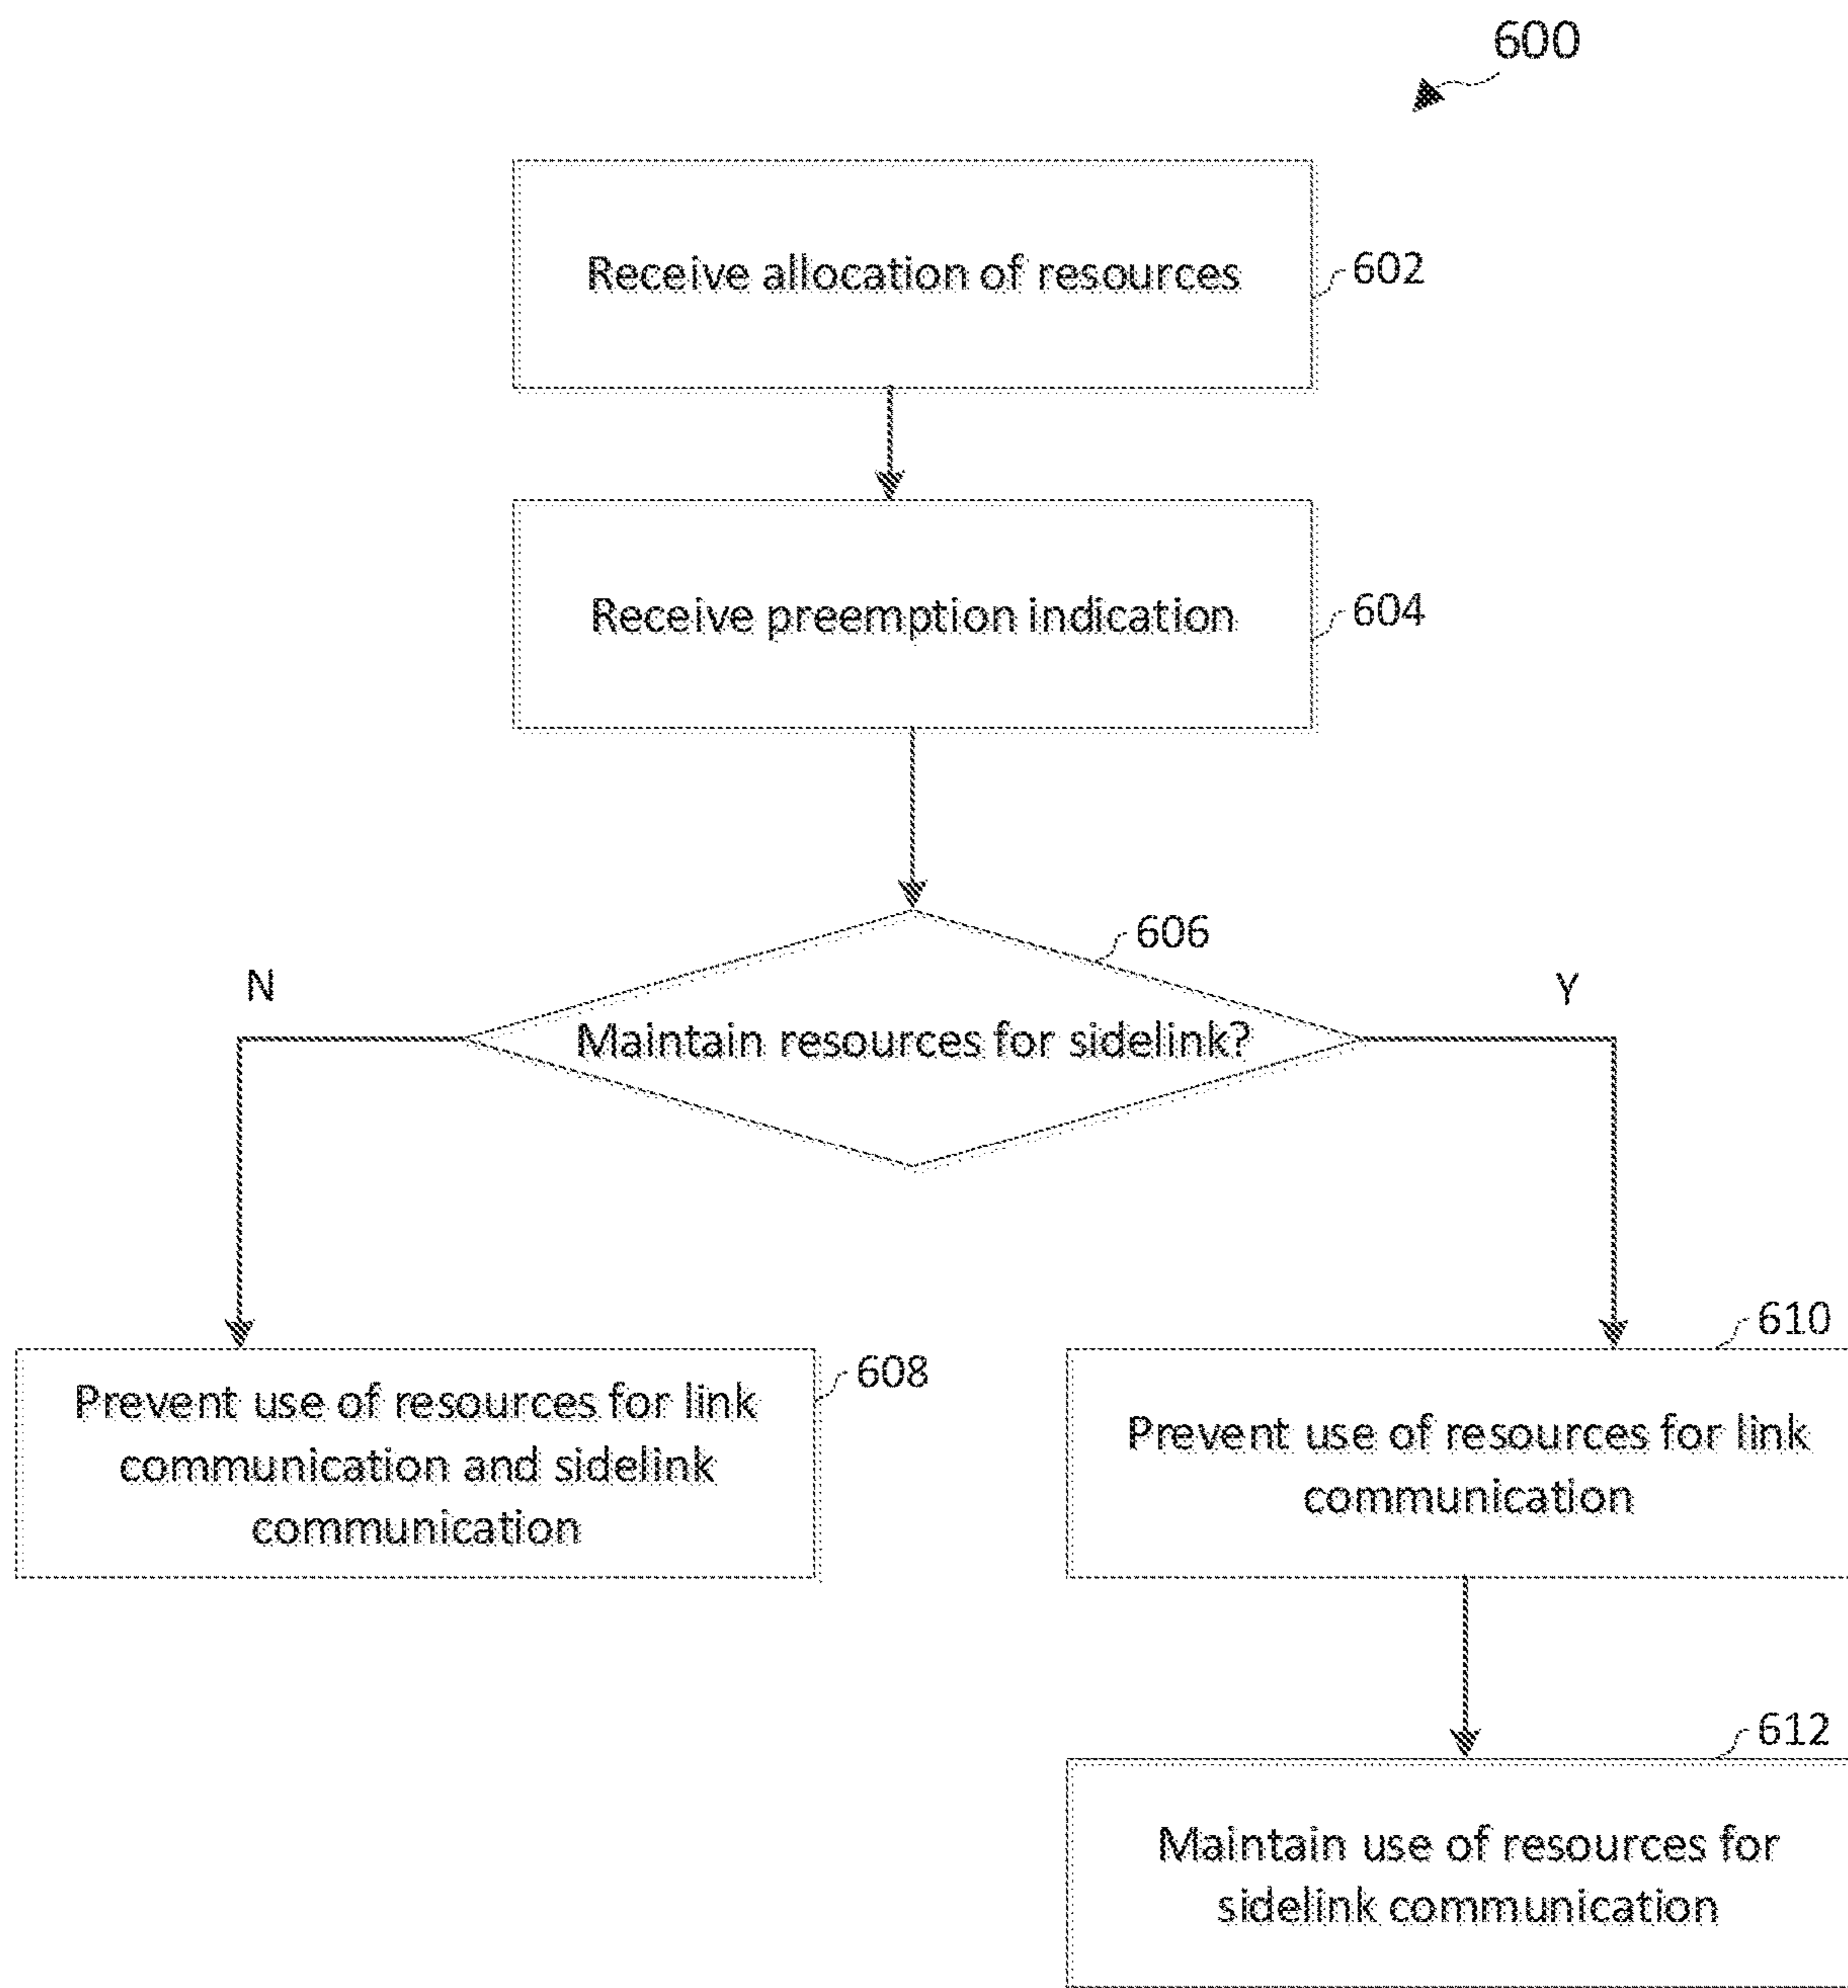 600
Receive allocation of resources
602
Receive preemption indication
604
606
N
Y
Maintain resources for sidelink?
610
608
Prevent use of resources for link
communication and sidelink
communication
Prevent use of resources for link
communication
612
Maintain use of resources for
sidelink communication